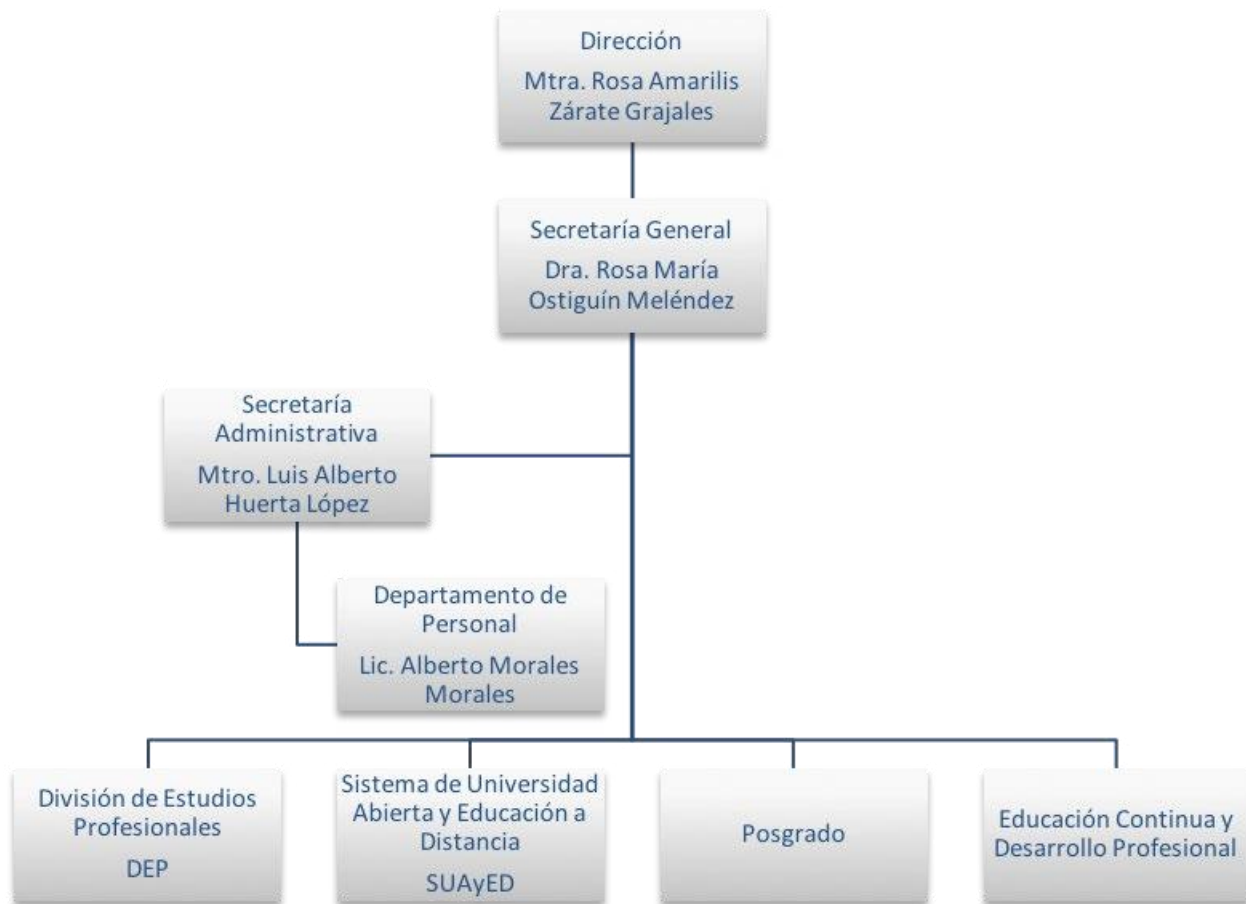 Dirección
Mtra. Rosa Amarilis
Zárate Grajales
Secretaría General
Dra. Rosa María
Ostiguín Meléndez
Secretaría
Administrativa
Mtro. Luis Alberto
Huerta López
Departamento de
Personal
Lic. Alberto Morales
Morales
División de Estudios
Profesionales
DEP
Sistema de Universidad
Abierta y Educación a
Distancia
SUAyED
Posgrado
Educación Continua y
Desarrollo Profesional